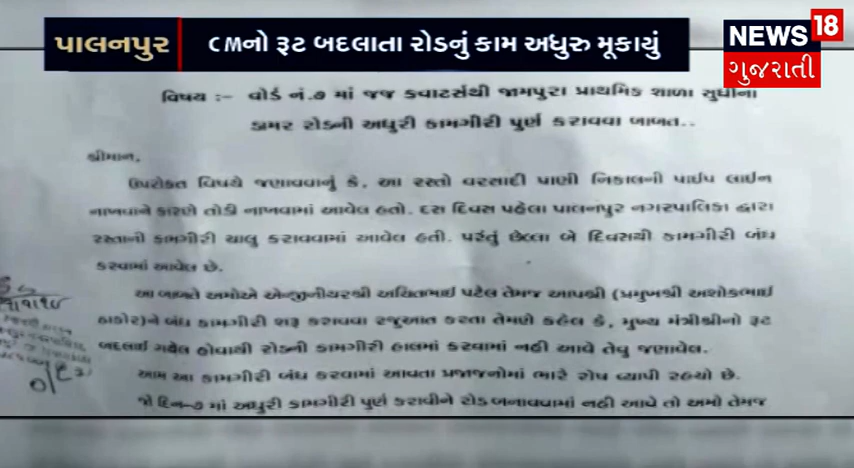 પાલનપુર
CMનો રૂટ બદલાતા રોડનું કામ અધુરુ મૂકાયું
NEWS 18
ગુજરાતી
વિષય :- વોર્ડ નં.૭ માં જજ કવાટર્સથી જામપુરા પ્રાથમિક શાળા સુધીના
ડામર રોડની અધુરી કામગીરી પુર્ણ કરાવવા બાબત..
શ્રીમાન,
ઉપરોકત વિષયે જણાવવાનું કે, આ રસ્તો વરસાદી પાણી નિકાલની પાઈપ લાઈન
નાખવાને કારણે તોડી નાખવામાં આવેલ હતો. દસ દિવસ પહેલા પાલનપુર નગરપાલિકા દ્વારા
રસ્તાની કામગીરી ચાલુ કરાવવામાં આવેલ હતી. પરંતું છેલ્લા બે દિવસથી કામગીરી બંધ
કરવામાં આવેલ છે.
આ બાબતે અમોએ એન્જીનીયરશ્રી પટેલ તેમજ આપશ્રી (પ્રમુખશ્રી અશોકભાઈ
ઠાકોર)ને બંધ કામગીરી શરૂ કરાવવા રજૂઆત કરતા તેમણે કહેલ કે, મુખ્ય મંત્રીશ્રીનો રૂટ
બદલાઈ ગયેલ હોવાથી રોડની કામગીરી હાલમાં કરવામાં નહી આવે તેવુ જણાવેલ.
આમ આ કામગીરી બંધ કરવામાં આવતા પ્રજાજનોમાં ભારે રોષ વ્યાપી રહયો છે.
જો દિન-૭ માં અધુરી કામગીરી પુર્ણ કરાવીને રોડ બનાવવામાં નહી આવે તો અમો તેમજ